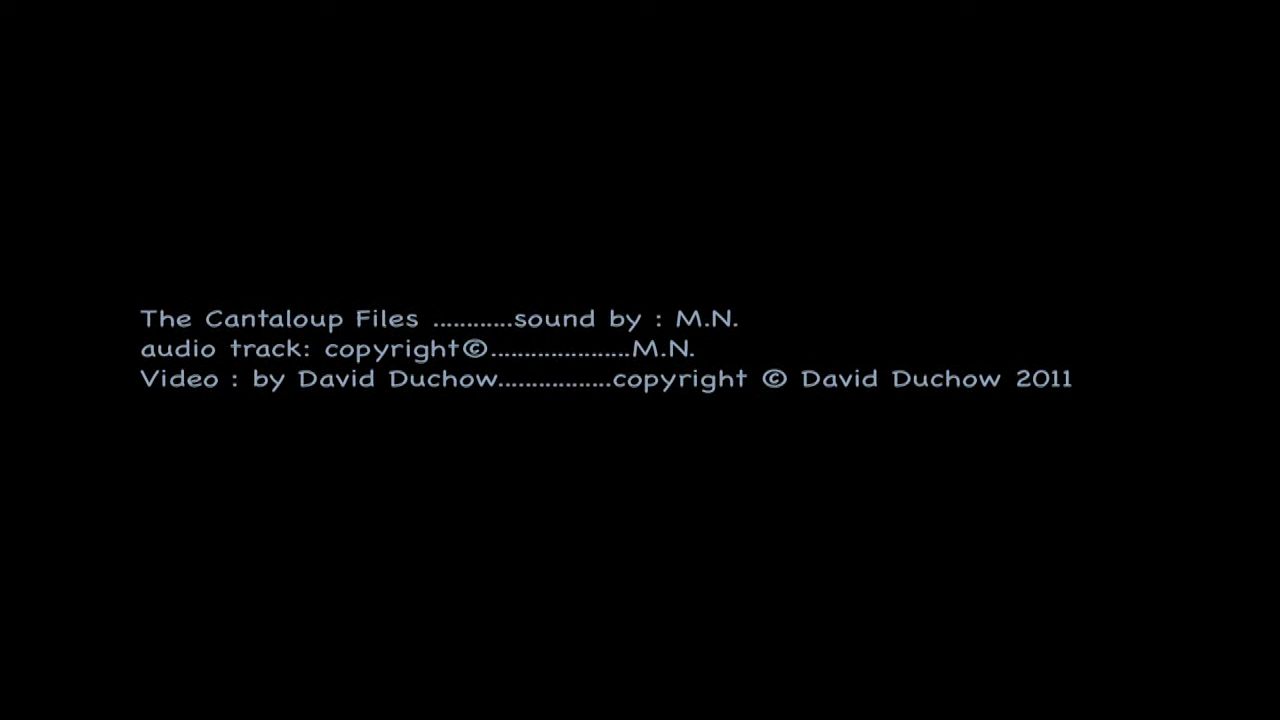 The Cantaloup Files ............sound by : M.N.
audio track: copyright©.....................M.N.
Video : by David Duchow.................copyright © David Duchow 2011